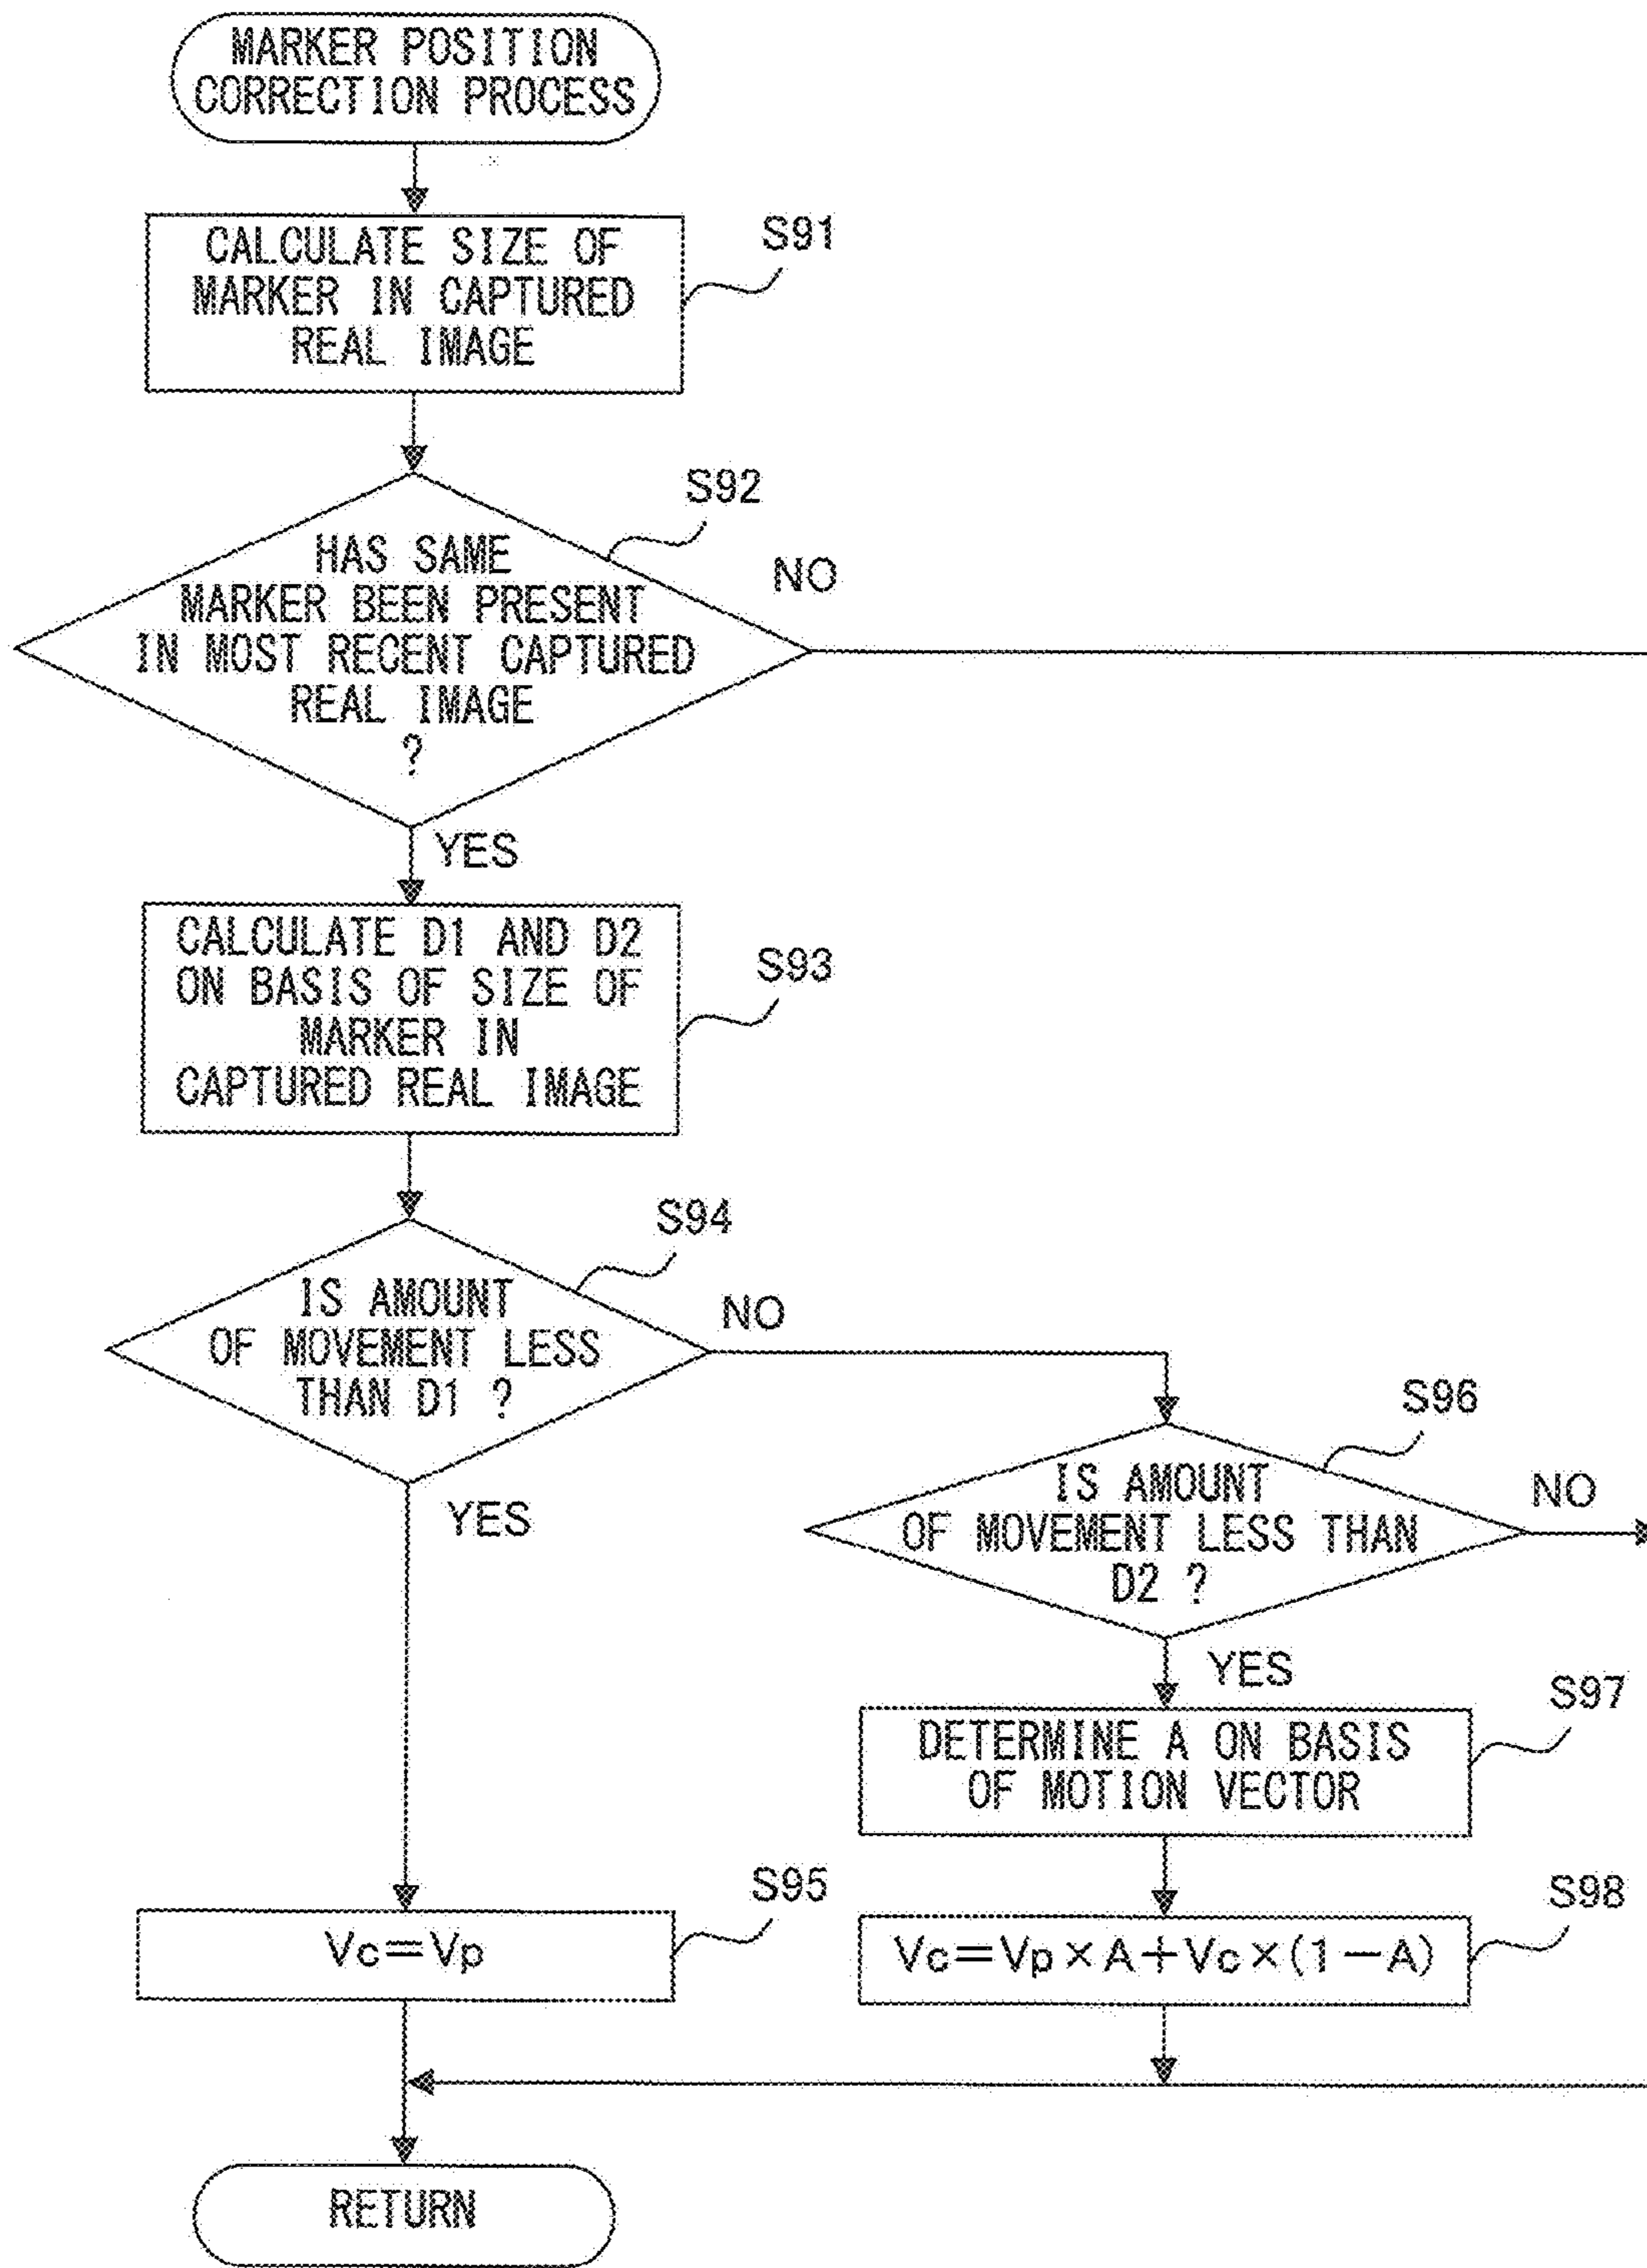 MARKER POSITION
CORRECTION PROCESS
S91
CALCULATE SIZE OF
MARKER IN CAPTURED
REAL IMAGE
S92
HAS SAME
MARKER BEEN PRESENT
IN MOST RECENT CAPTURED
REAL IMAGE
?
NO
YES
S93
CALCULATE D1 AND D2
ON BASIS OF SIZE OF
MARKER IN
CAPTURED REAL IMAGE
S94
IS AMOUNT
OF MOVEMENT LESS
THAN D1 ?
NO
YES
S96
IS AMOUNT
OF MOVEMENT LESS THAN
D2 ?
NO
YES
S97
DETERMINE A ON BASIS
OF MOTION VECTOR
S95
Vc=Vp
S98
Vc=Vp×A+Vc×(1-A)
RETURN